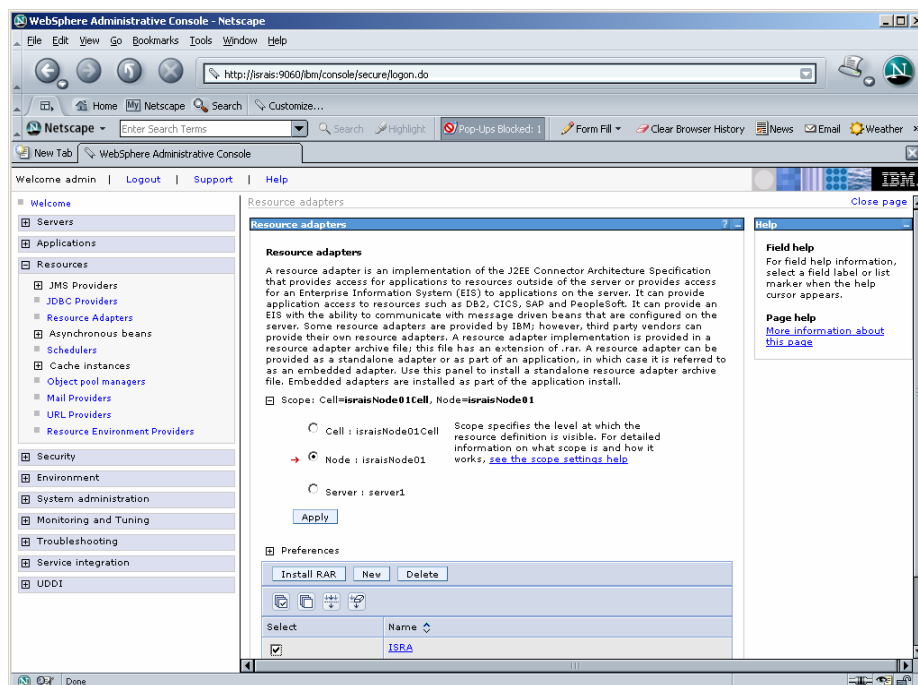 WebSphere Administrative Console - Netscape
File Edit View Go Bookmarks Tools Window Help
http://israis:9060/ibm/console/secure/logon.do
Home My Netscape Search Customize...
Netscape Enter Search Terms Search Highlight Pop-Ups Blocked: 1 Form Fill Clear Browser History News Email Weather
New Tab WebSphere Administrative Console
Welcome admin | Logout | Support | Help IBM.
Welcome
Servers
Applications
Resources
JMS Providers
JDBC Providers
Resource Adapters
Asynchronous beans
Schedulers
Cache instances
Object pool managers
Mail Providers
URL Providers
Resource Environment Providers
Security
Environment
System administration
Monitoring and Tuning
Troubleshooting
Service integration
UDDI
Resource adapters Close page
Resource adapters ? -
Resource adapters
A resource adapter is an implementation of the J2EE Connector Architecture Specification
that provides access for applications to resources outside of the server or provides access
for an Enterprise Information System (EIS) to applications on the server. It can provide
application access to resources such as DB2, CICS, SAP and PeopleSoft. It can provide an
EIS with the ability to communicate with message driven beans that are configured on the
server. Some resource adapters are provided by IBM; however, third party vendors can
provide their own resource adapters. A resource adapter implementation is provided in a
resource adapter archive file; this file has an extension of .rar. A resource adapter can be
provided as a standalone adapter or as part of an application, in which case it is referred to
as an embedded adapter. Use this panel to install a standalone resource adapter archive
file. Embedded adapters are installed as part of the application install.
Scope: Cell=israisNode01Cell, Node=israisNode01
Cell : israisNode01Cell
Node : israisNode01
Server : server1
Scope specifies the level at which the
resource definition is visible. For detailed
information on what scope is and how it
works, see the scope settings help
Apply
Preferences
Install RAR New Delete
Select Name
ISRA
Help
Field help
For field help information,
select a field label or list
marker when the help
cursor appears.
Page help
More information about
this page
Done